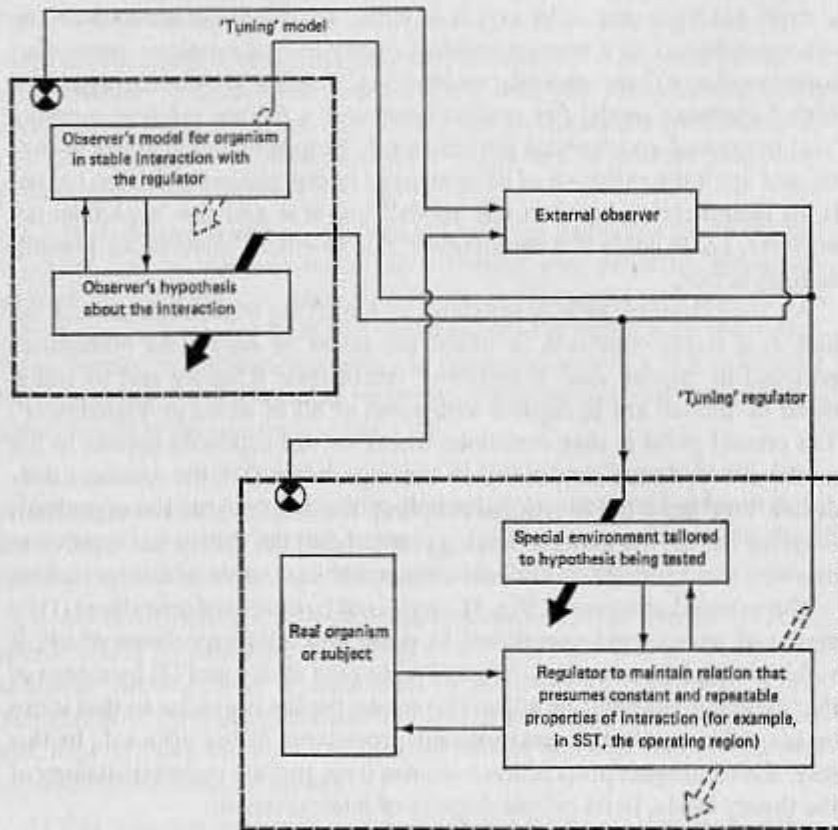 'Tuning' model
Observer's model for organism
in stable interaction with
the regulator
External observer
Observer's hypothesis
about the interaction
'Tuning' regulator
Special environment tailored
to hypothesis being tested
Real organism
or subject
Regulator to maintain relation that
presumes constant and repeatable
properties of interaction (for example,
in SST, the operating region)